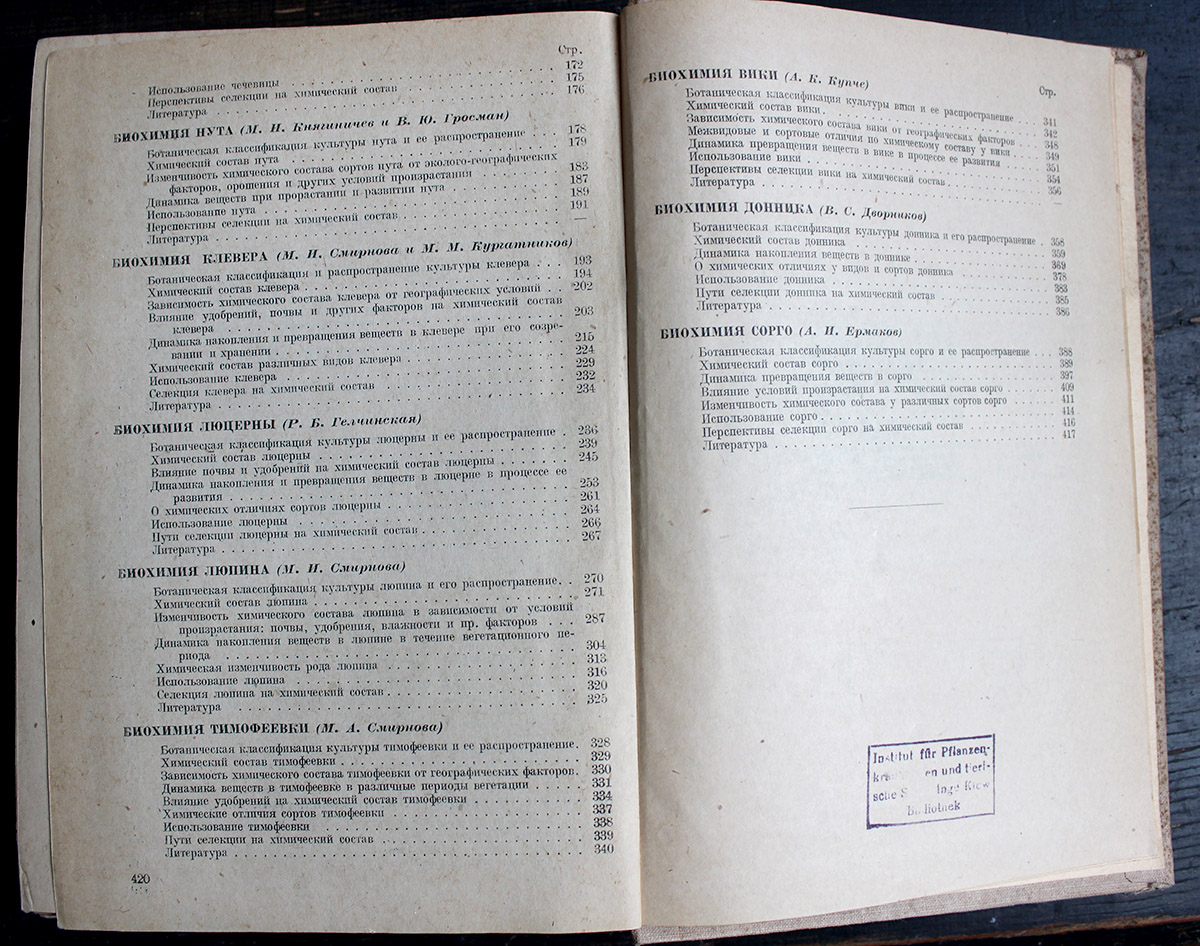 Стр.
Использование чечевицы 172
Перспективы селекции на химический состав 175
Литература 176
БИОХИМИЯ НУТА (М. И. Княгиничев и В. Ю. Гросман)
Ботаническая классификация культуры нута и ее распространение 178
Химический состав нута 179
Изменчивость химического состава сортов нута от эколого-географических
факторов, орошения и других условий произрастания 183
Динамика веществ при прорастании и развитии нута 187
Использование нута 189
Перспективы селекции на химический состав 191
Литература —
БИОХИМИЯ КЛЕВЕРА (М. И. Смирнова и М. М. Кургатников)
Ботаническая классификация и распространение культуры клевера 193
Химический состав клевера 194
Зависимость химического состава клевера от географических условий 202
Влияние удобрений, почвы и других факторов на химический состав
клевера 203
Динамика накопления и превращения веществ в клевере при его созре-
вании и хранении 215
Химический состав различных видов клевера 224
Использование клевера 229
Селекция клевера на химический состав 232
Литература 234
БИОХИМИЯ ЛЮЦЕРНЫ (Р. Б. Гелчинская)
Ботаническая классификация культуры люцерны и ее распространение 236
Химический состав люцерны 239
Влияние почвы и удобрений на химический состав люцерны 245
Динамика накопления и превращения веществ в люцерне в процессе ее
развития 253
О химических отличиях сортов люцерны 261
Использование люцерны 264
Пути селекции люцерны на химический состав 266
Литература 267
БИОХИМИЯ ЛЮПИНА (М. И. Смирнова)
Ботаническая классификация культуры люпина и его распространение 270
Химический состав люпина 271
Изменчивость химического состава люпина в зависимости от условий
произрастания: почвы, удобрения, влажности и пр. факторов 287
Динамика накопления веществ в люпине в течение вегетационного пе-
риода 304
Химическая изменчивость рода люпина 313
Использование люпина 316
Селекция люпина на химический состав 320
Литература 325
БИОХИМИЯ ТИМОФЕЕВКИ (М. А. Смирнова)
Ботаническая классификация культуры тимофеевки и ее распространение 328
Химический состав тимофеевки 329
Зависимость химического состава тимофеевки от географических факторов 330
Динамика веществ в тимофеевке в различные периоды вегетации 331
Влияние удобрений на химический состав тимофеевки 334
Химические отличия сортов тимофеевки 337
Использование тимофеевки 338
Пути селекции на химический состав 339
Литература 340
420
БИОХИМИЯ ВИКИ (А. К. Купче)
Стр.
Ботаническая классификация культуры вики и ее распространение 341
Химический состав вики 342
Зависимость химического состава вики от географических факторов 348
Межвидовые и сортовые отличия по химическому составу у вики 349
Динамика превращения веществ в вике в процессе ее развития 351
Использование вики 354
Перспективы селекции вики на химический состав 356
Литература —
БИОХИМИЯ ДОННИКА (В. С. Дворников)
Ботаническая классификация культуры донника и его распространение 358
Химический состав донника 359
Динамика накопления веществ в доннике 369
О химических отличиях у видов и сортов донника 378
Использование донника 383
Пути селекции донника на химический состав 385
Литература 386
БИОХИМИЯ СОРГО (А. И. Ермаков)
Ботаническая классификация культуры сорго и ее распространение 388
Химический состав сорго 389
Динамика превращения веществ в сорго 397
Влияние условий произрастания на химический состав сорго 409
Изменчивость химического состава у различных сортов сорго 411
Использование сорго 414
Перспективы селекции сорго на химический состав 416
Литература 417
Institut für Pflanzen-
en und tieri-
sche Kiew
Bibliothek